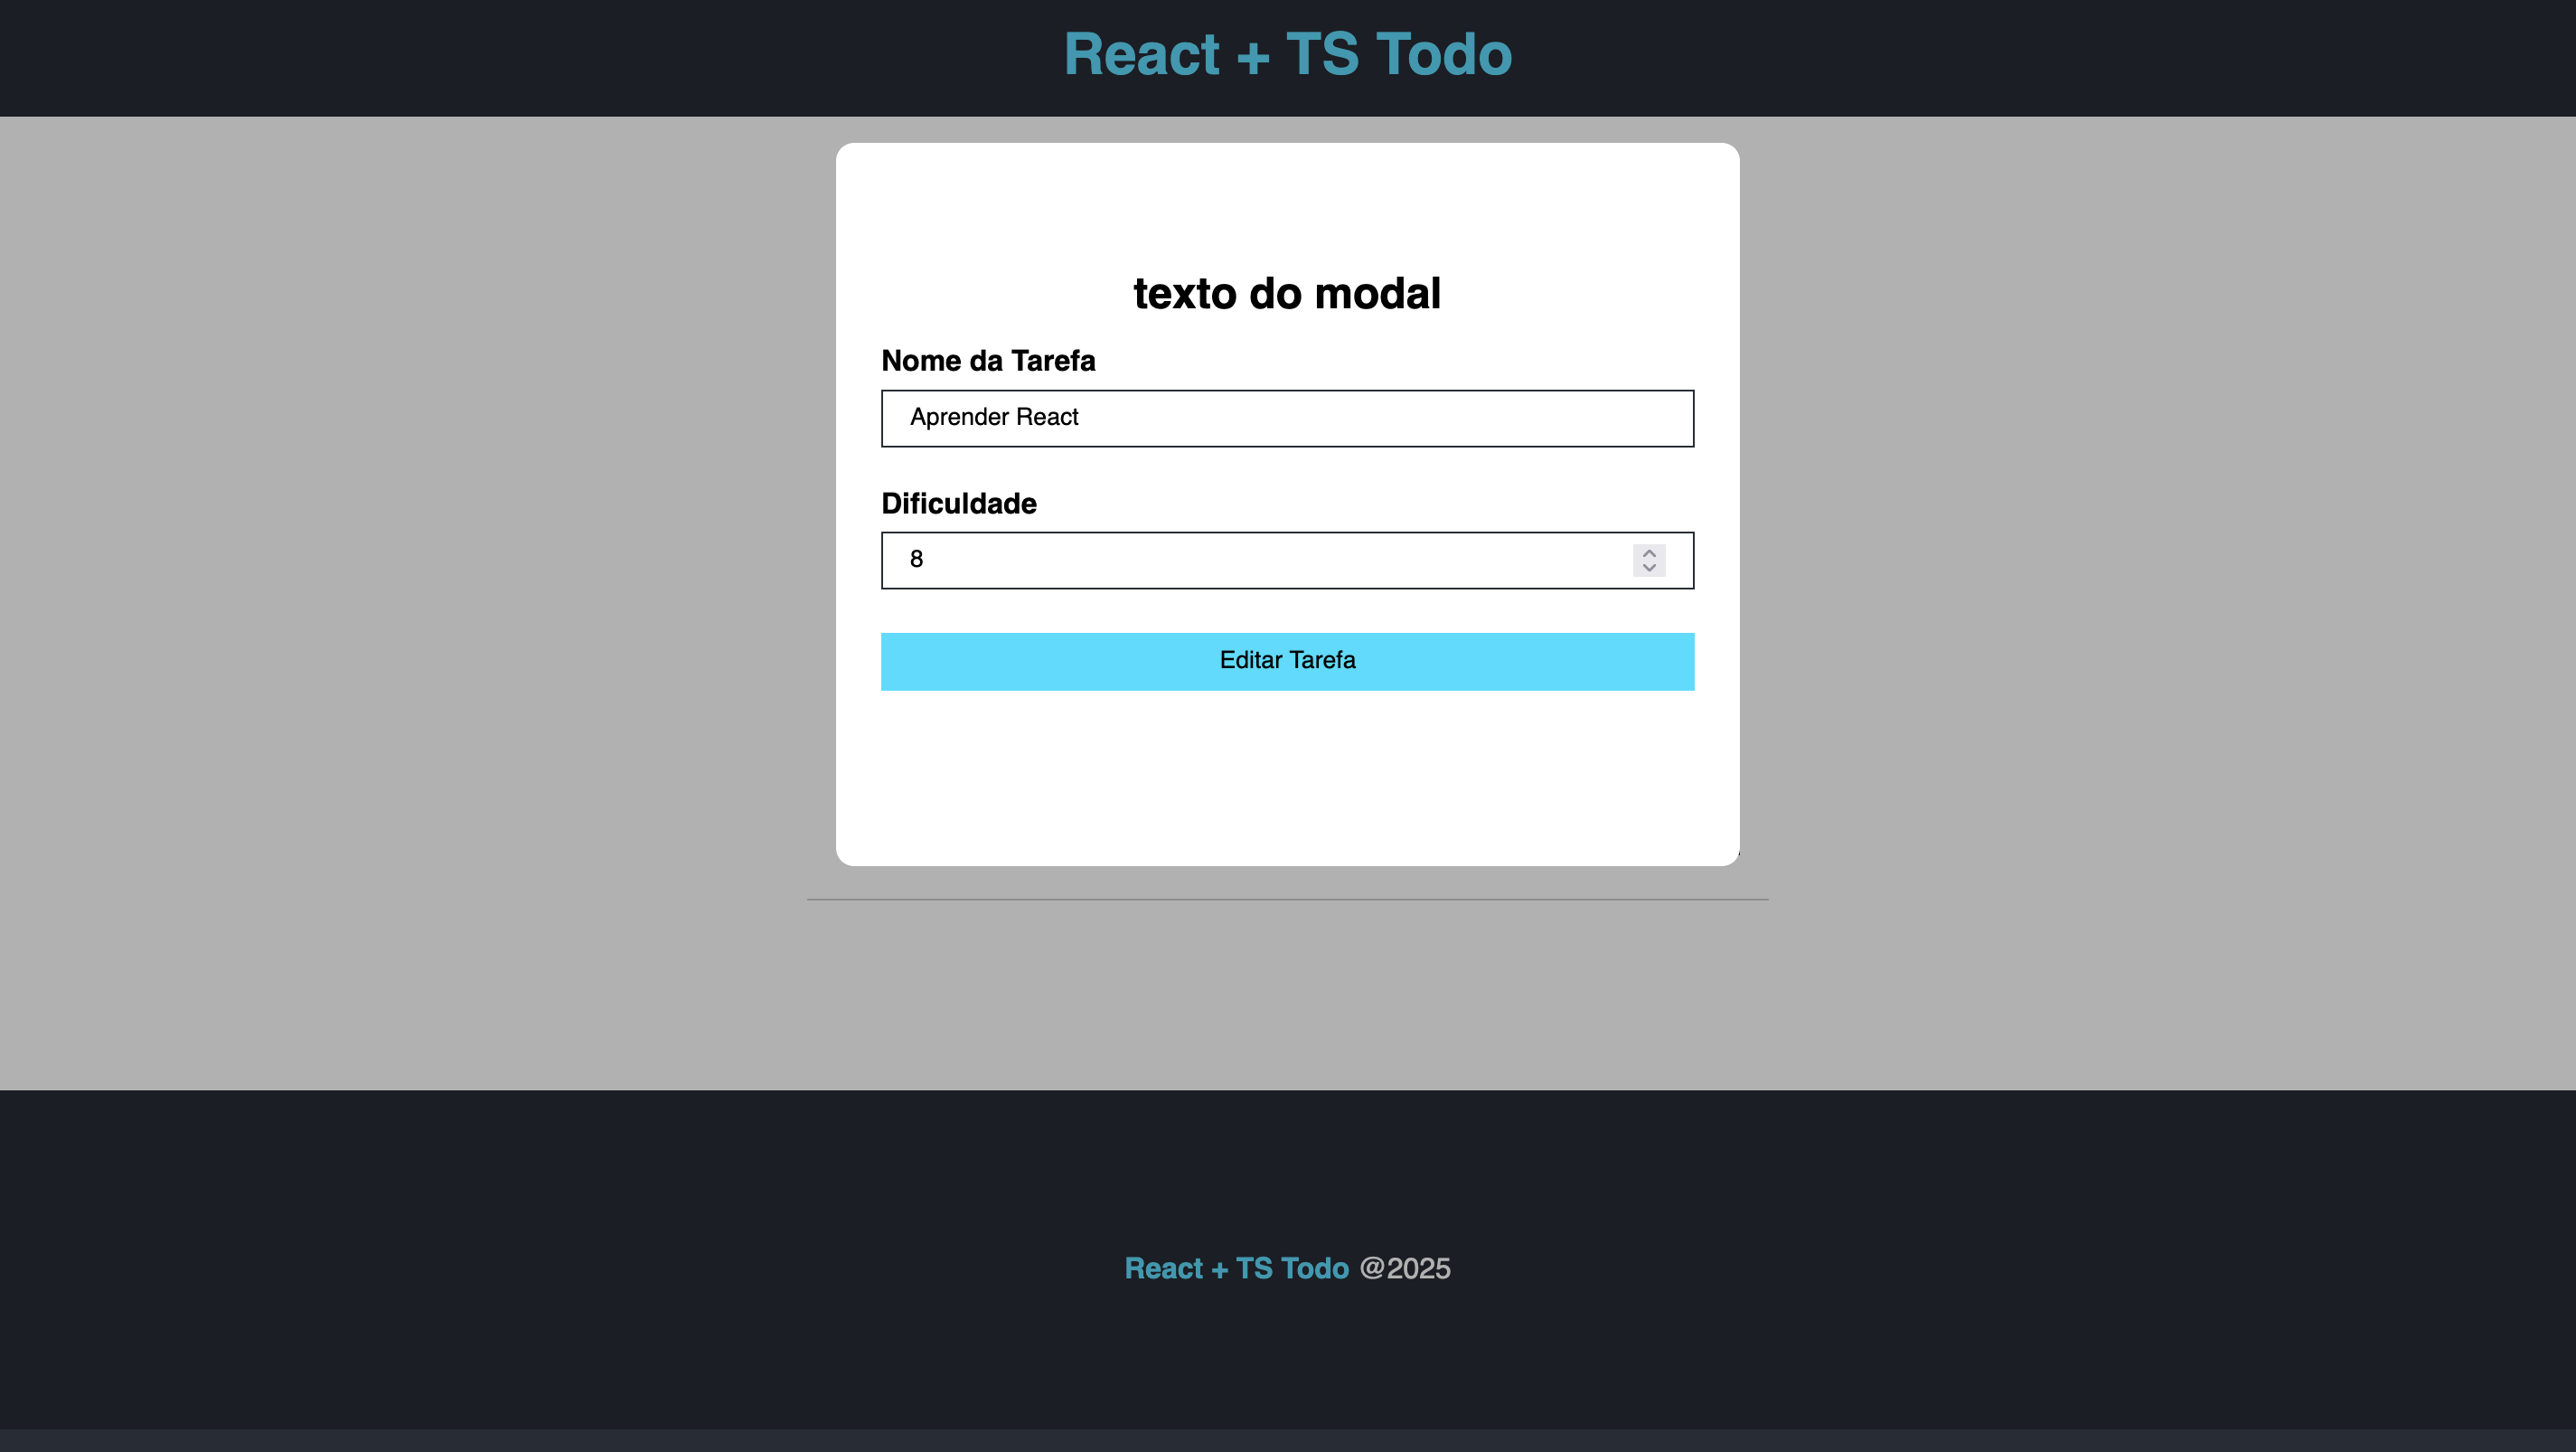 React + TS Todo
texto do modal
Nome da Tarefa
Aprender React
Dificuldade
8
Editar Tarefa
React + TS Todo @2025